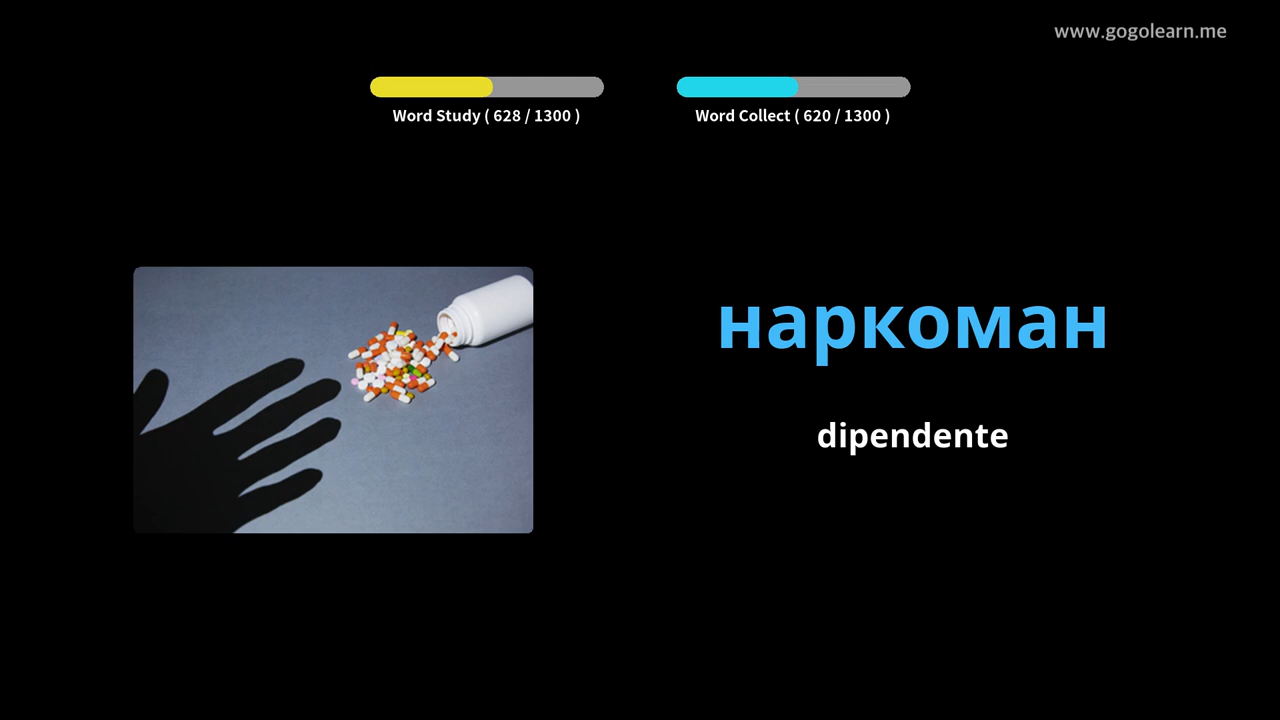 www.gogolearn.me
Word Study ( 628 / 1300 )
Word Collect ( 620 / 1300 )
наркоман
dipendente